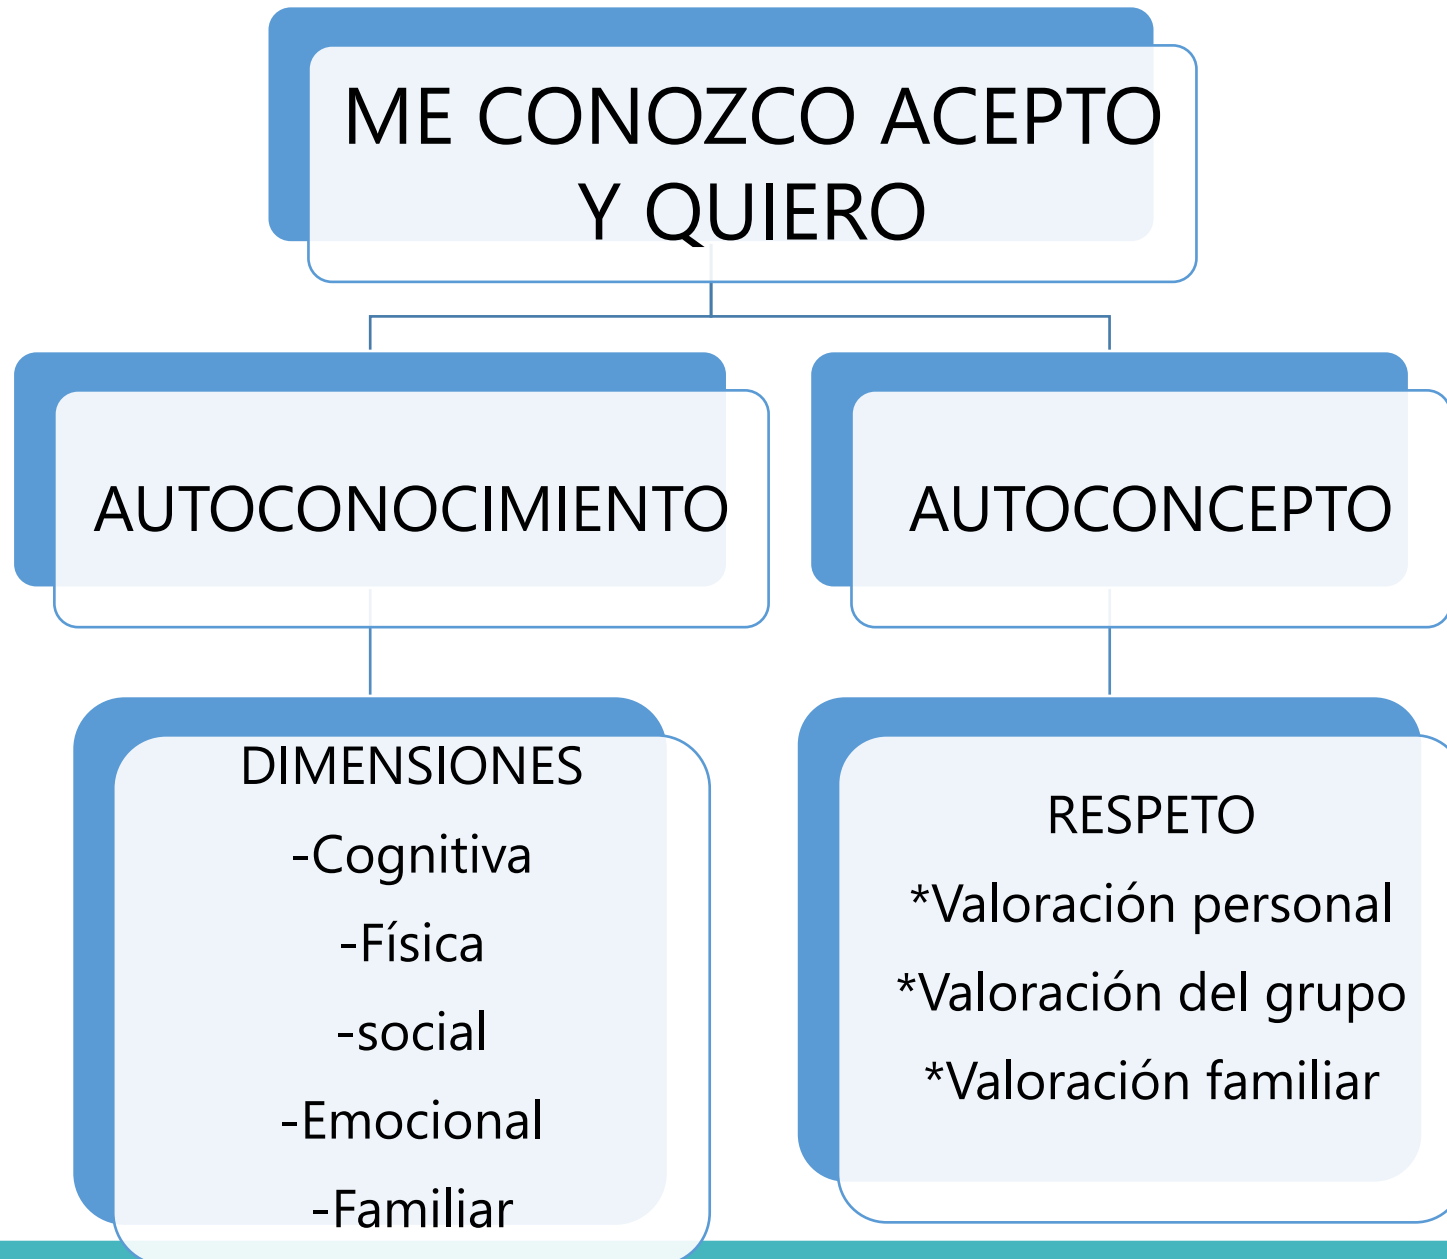 ME CONOZCO ACEPTO
Y QUIERO
AUTOCONOCIMIENTO
AUTOCONCEPTO
DIMENSIONES
-Cognitiva
-Física
-social
-Emocional
-Familiar
RESPETO
*Valoración personal
*Valoración del grupo
*Valoración familiar